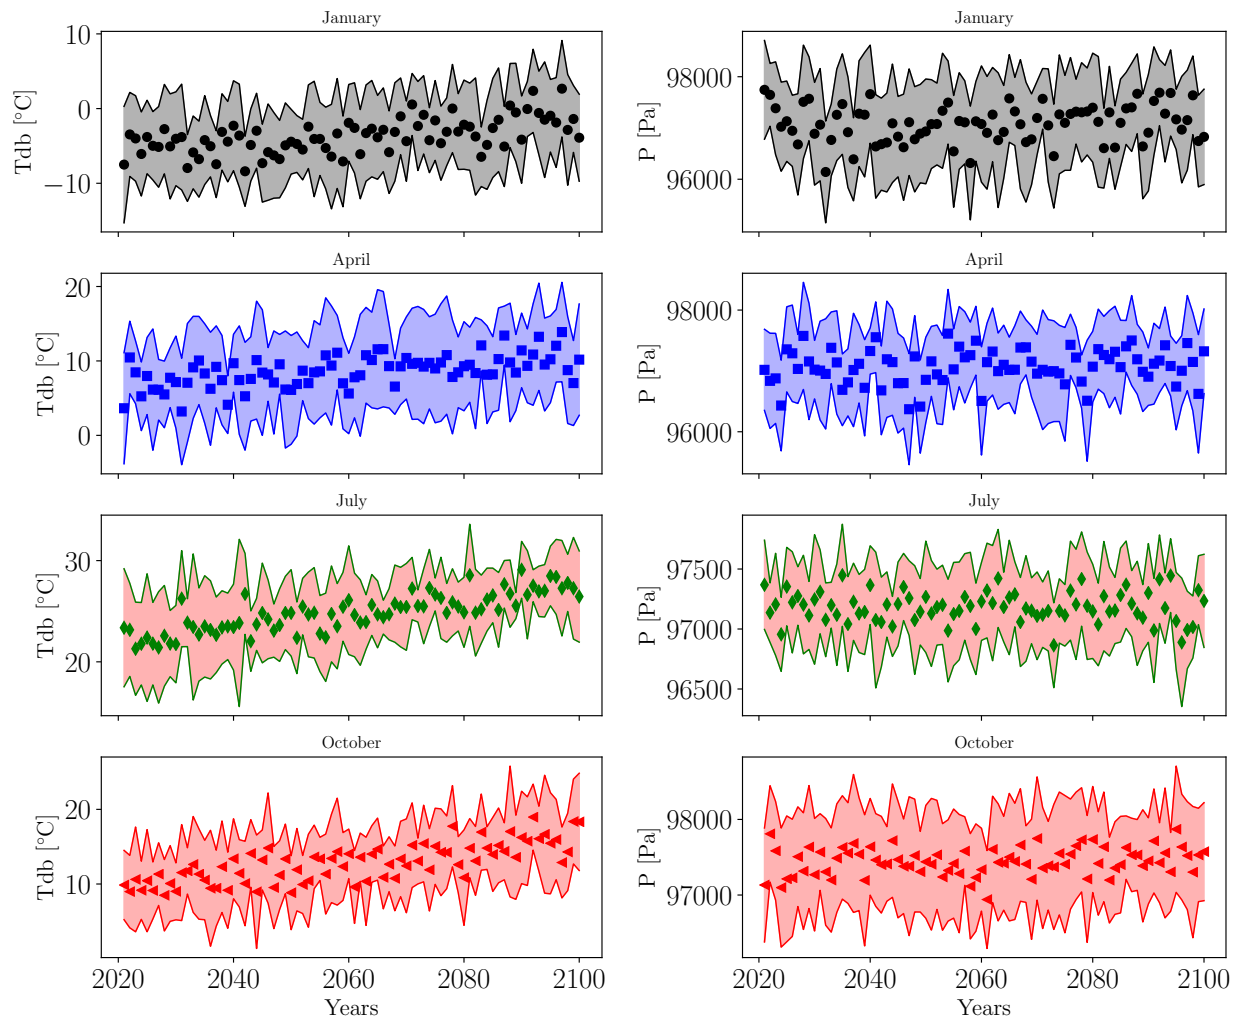 January
January
10
0
−10
Tdb [°C]
98000
96000
P [Pa]
April
April
20
10
0
Tdb [°C]
98000
96000
P [Pa]
July
July
30
20
Tdb [°C]
97500
97000
96500
P [Pa]
October
October
20
10
Tdb [°C]
98000
97000
P [Pa]
2020 2040 2060 2080 2100
2020 2040 2060 2080 2100
Years
Years